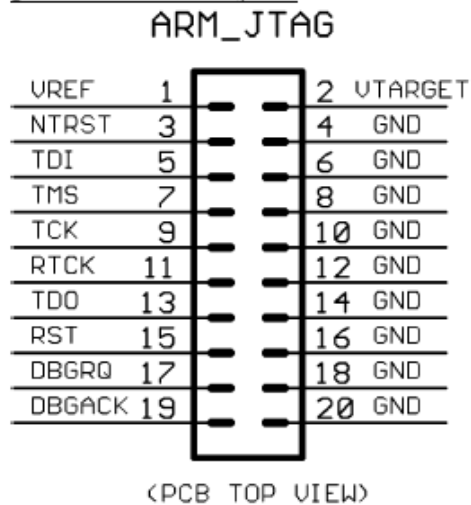 ARM_JTAG
VREF 1 2 VTARGET
NTRST 3 4 GND
TDI 5 6 GND
TMS 7 8 GND
TCK 9 10 GND
RTCK 11 12 GND
TDO 13 14 GND
RST 15 16 GND
DBGRQ 17 18 GND
DBGACK 19 20 GND
(PCB TOP VIEW)